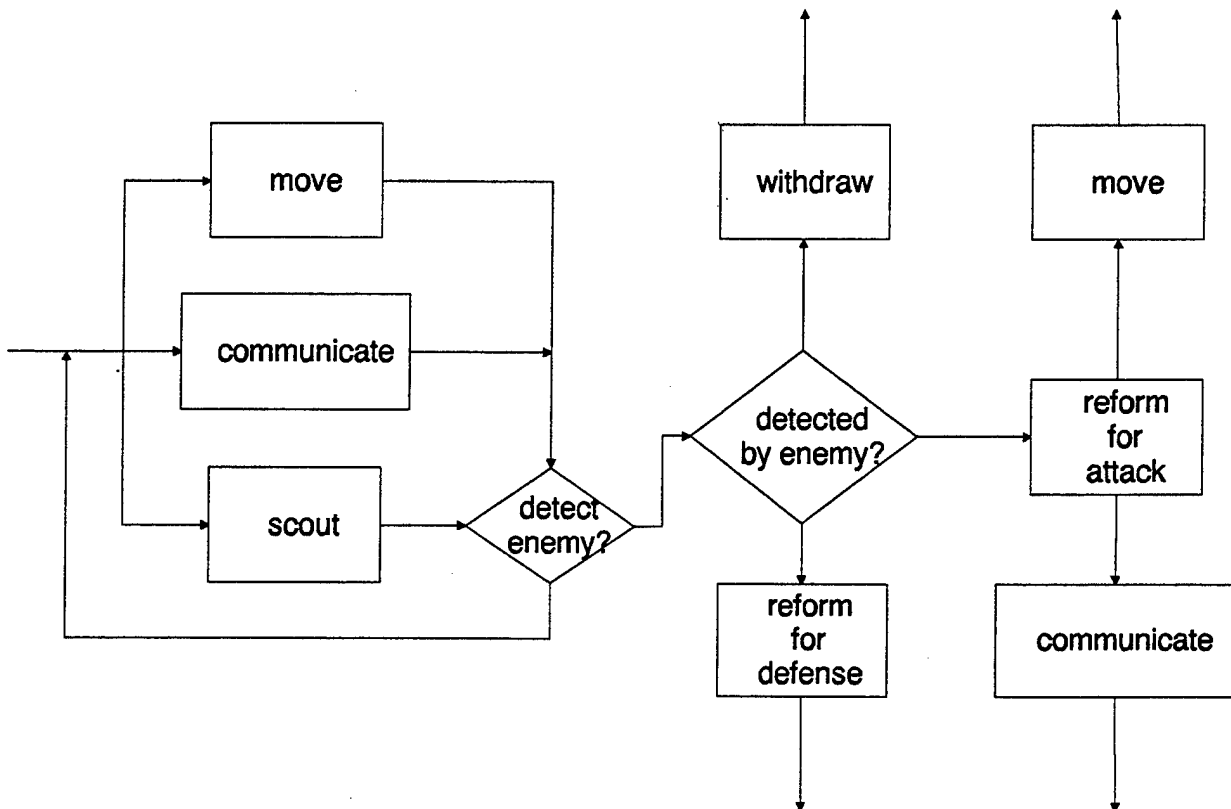 move
communicate
scout
detect
enemy?
withdraw
detected
by enemy?
reform
for
defense
move
reform
for
attack
communicate